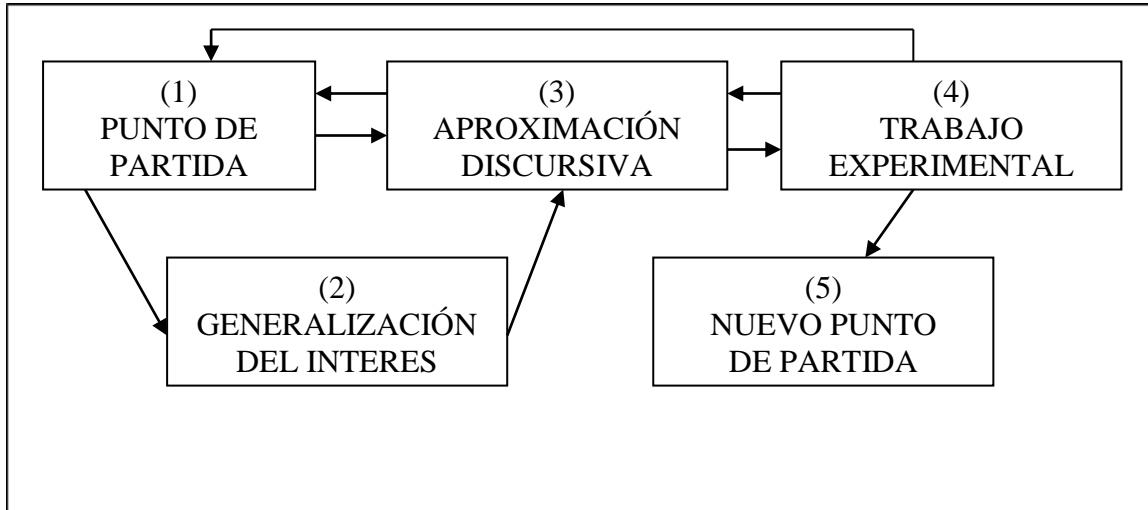 (1)
PUNTO DE
PARTIDA
(3)
APROXIMACIÓN
DISCURSIVA
(4)
TRABAJO
EXPERIMENTAL
(2)
GENERALIZACIÓN
DEL INTERES
(5)
NUEVO PUNTO
DE PARTIDA